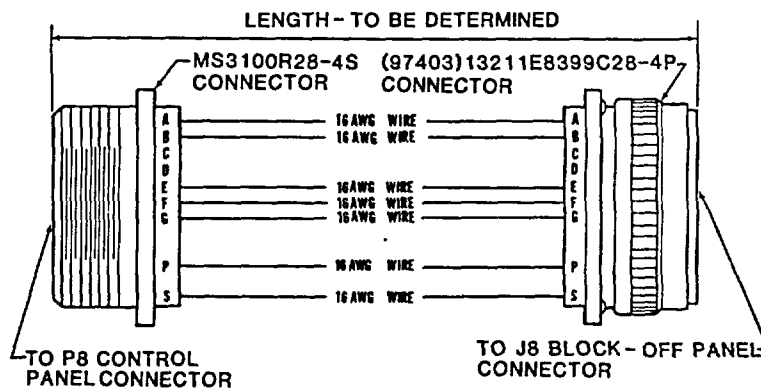 LENGTH - TO BE DETERMINED
MS3100R28-4S
CONNECTOR
(97403)13211E8399C28-4P
CONNECTOR
A 16 AWG WIRE A
B 16 AWG WIRE B
C C
D D
E 16 AWG WIRE E
F 16 AWG WIRE F
G 16 AWG WIRE G
P 16 AWG WIRE P
S 16 AWG WIRE S
TO P8 CONTROL
PANEL CONNECTOR
TO J8 BLOCK - OFF PANEL
CONNECTOR